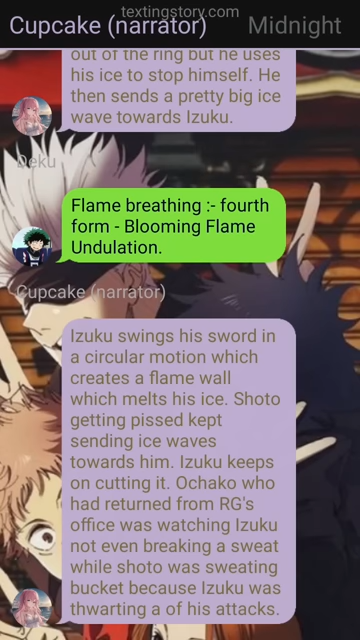 textingstory.com
Cupcake (narrator) Midnight
out of the ring but he uses
his ice to stop himself. He
then sends a pretty big ice
wave towards Izuku.
Deku
Flame breathing :- fourth
form - Blooming Flame
Undulation.
Cupcake (narrator)
Izuku swings his sword in
a circular motion which
creates a flame wall
which melts his ice. Shoto
getting pissed kept
sending ice waves
towards him. Izuku keeps
on cutting it. Ochako who
had returned from RG's
office was watching Izuku
not even breaking a sweat
while shoto was sweating
bucket because Izuku was
thwarting a of his attacks.